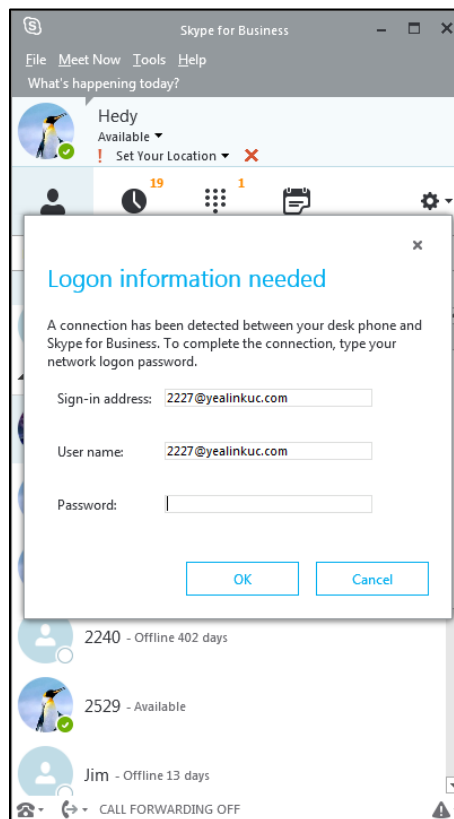 Skype for Business
File Meet Now Tools Help
What's happening today?
Hedy
Available
! Set Your Location
19
1
Logon information needed
A connection has been detected between your desk phone and
Skype for Business. To complete the connection, type your
network logon password.
Sign-in address: 2227@yealinkuc.com
User name: 2227@yealinkuc.com
Password:
OK Cancel
2240 - Offline 402 days
2529 - Available
Jim - Offline 13 days
CALL FORWARDING OFF